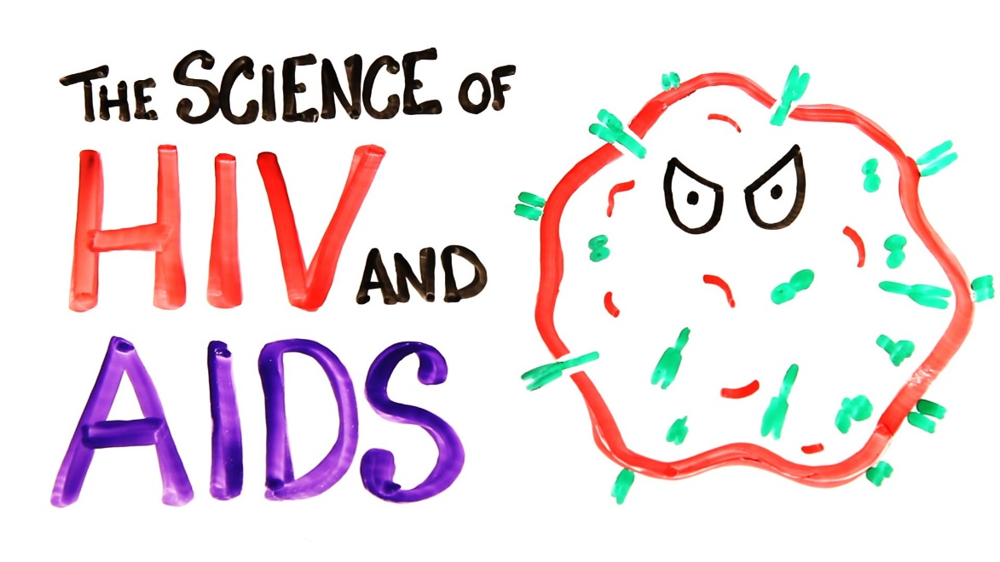 THE SCIENCE OF
HIV AND
AIDS